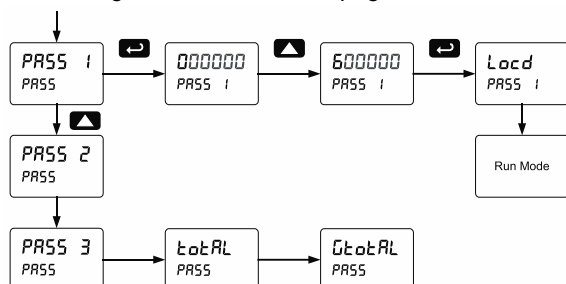 PASS 1
PASS
000000
PASS 1
600000
PASS 1
Locd
PASS 1
PASS 2
PASS
Run Mode
PASS 3
PASS
totAL
PASS
GtotAL
PASS